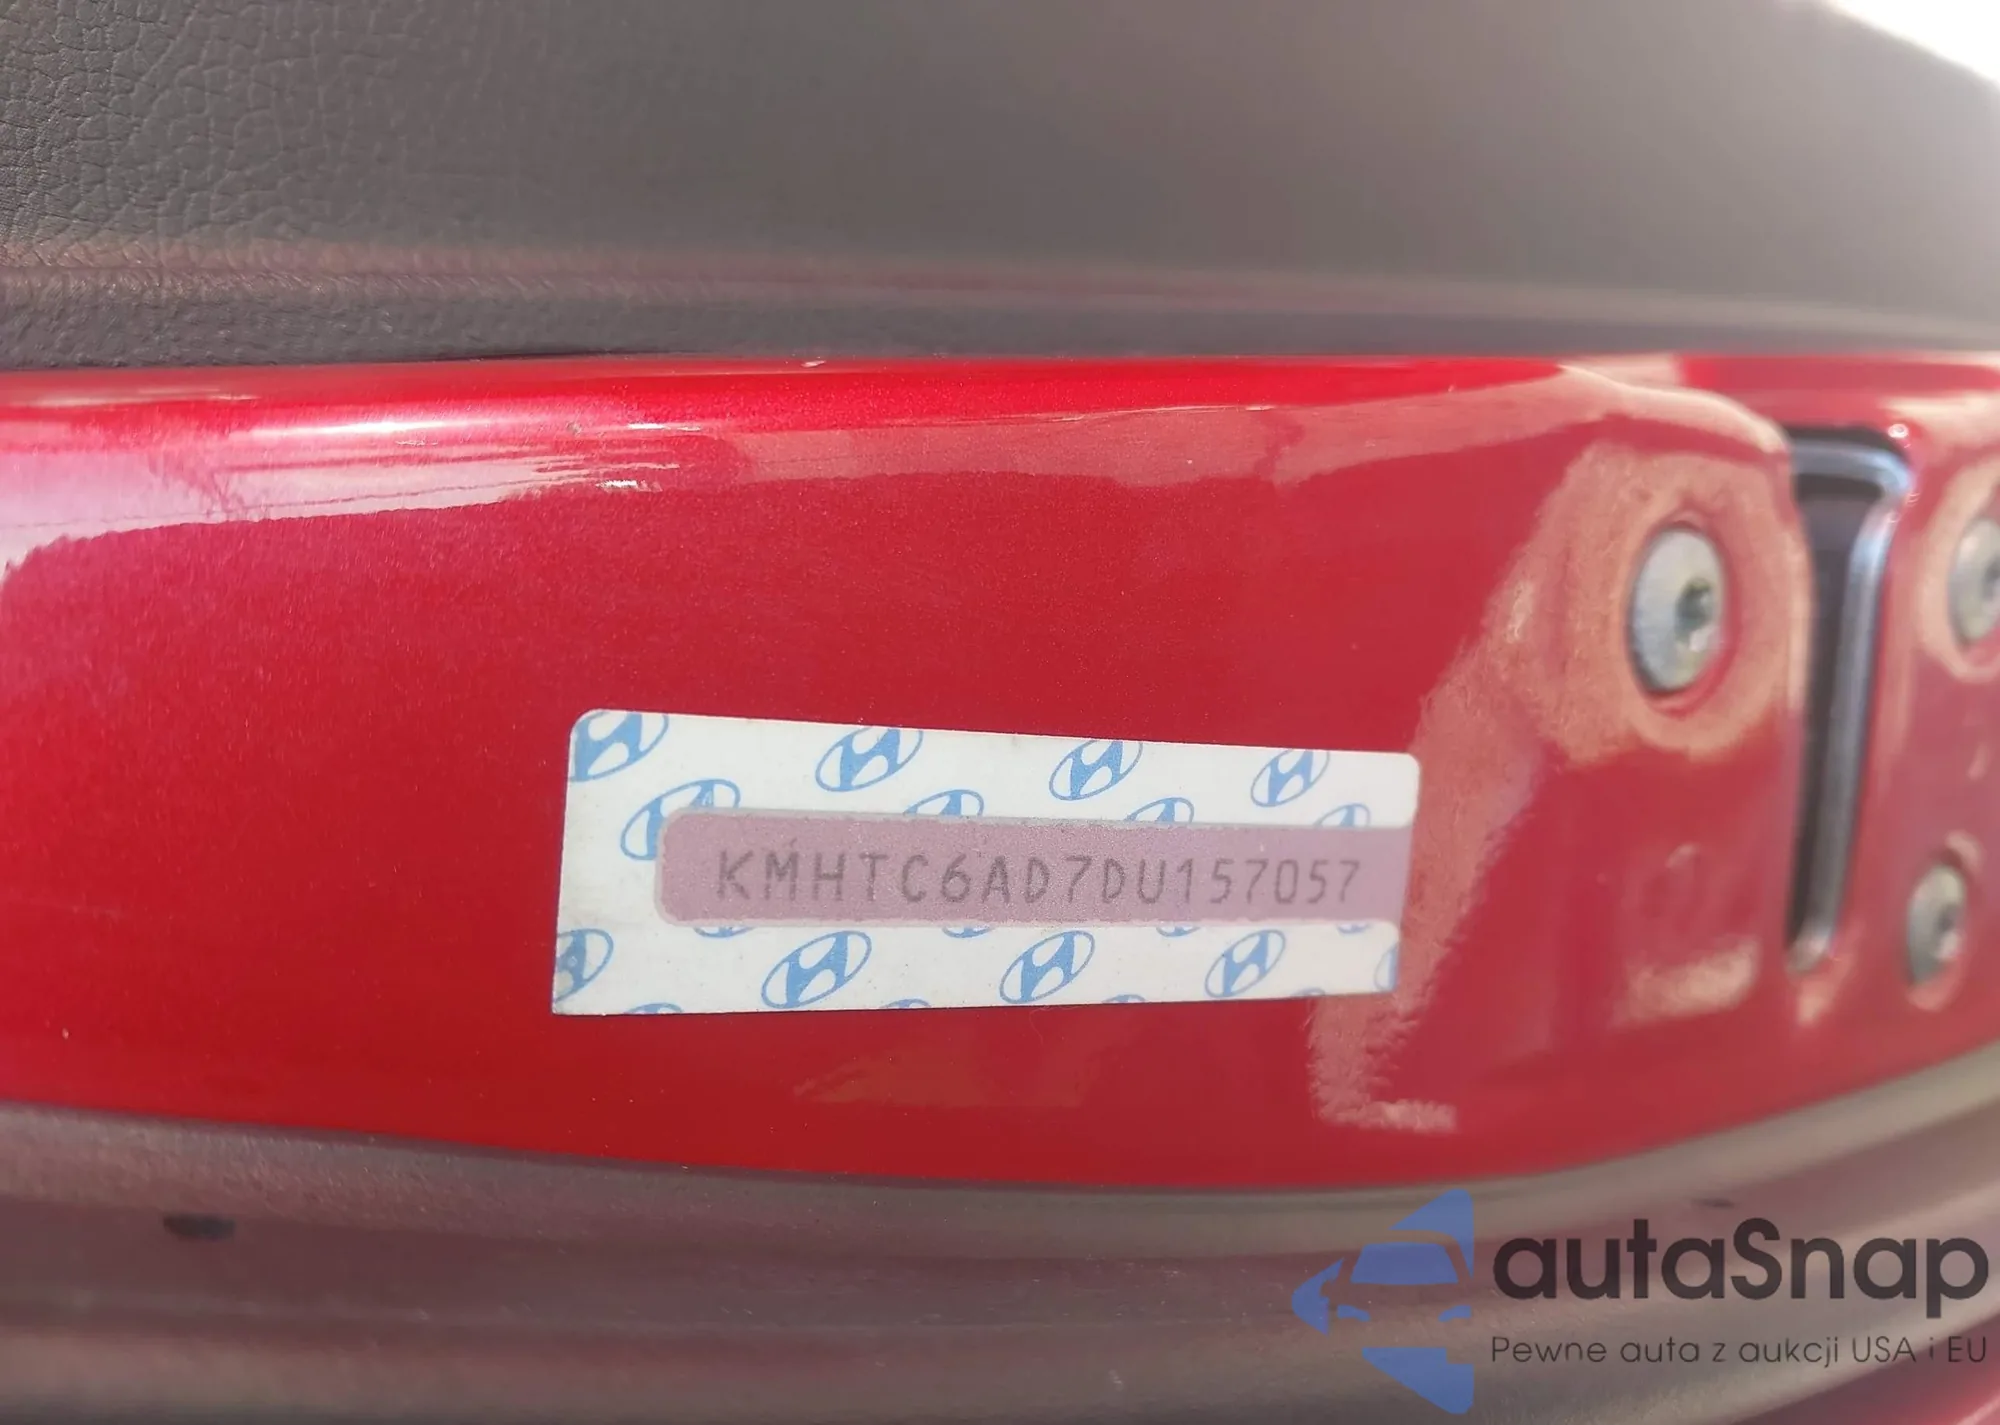 KMHTC6AD7DU157057
autaSnap
Pewne auta z aukcji USA i EU